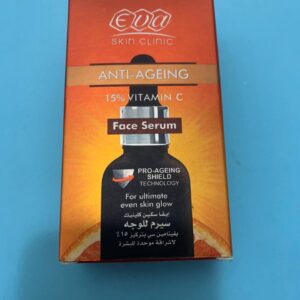 Eva
SKIN CLINIC
ANTI-AGEING
15% VITAMIN C
Face Serum
PRO-AGEING
SHIELD
TECHNOLOGY
For ultimate
even skin glow
إيفا سكين كلينيك
سيرم للوجه
بفيتامين سي بتركيز ١٥٪
لاشراقة موحدة للبشرة